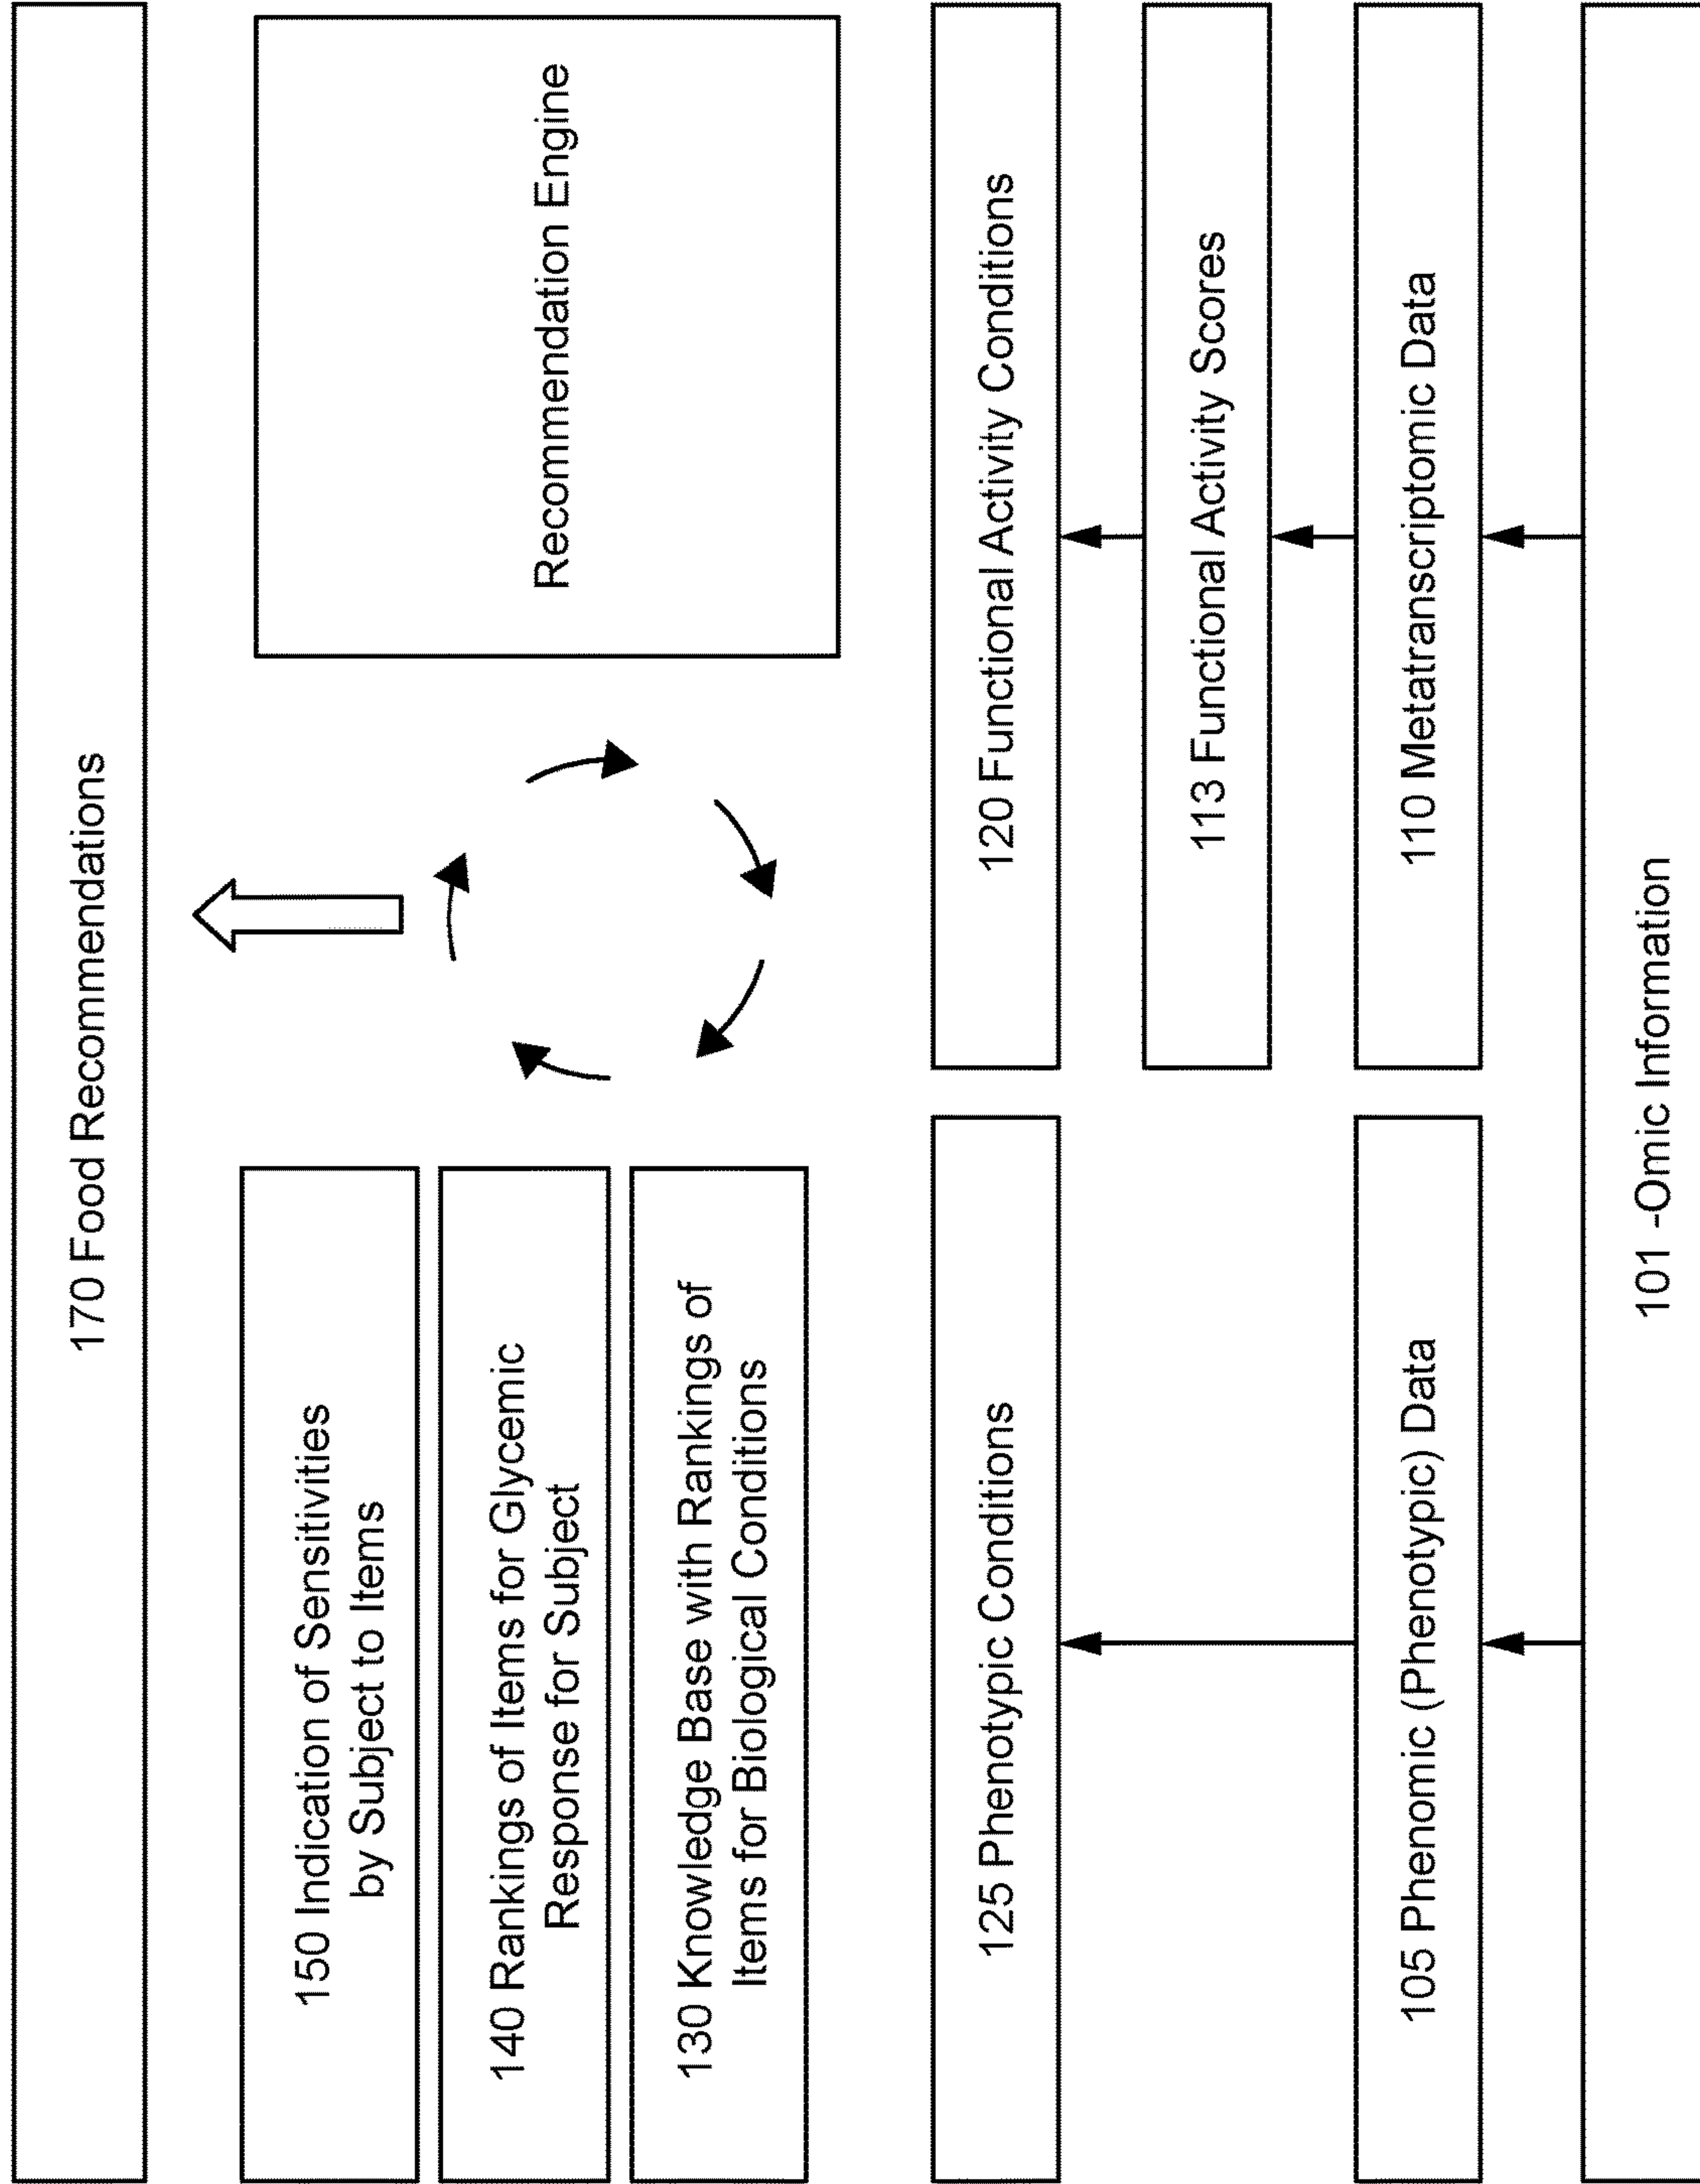 170 Food Recommendations
150 Indication of Sensitivities
by Subject to Items
140 Rankings of Items for Glycemic
Response for Subject
130 Knowledge Base with Rankings of
Items for Biological Conditions
Recommendation Engine
125 Phenotypic Conditions
120 Functional Activity Conditions
113 Functional Activity Scores
105 Phenomic (Phenotypic) Data
110 Metatranscriptomic Data
101 -Omic Information